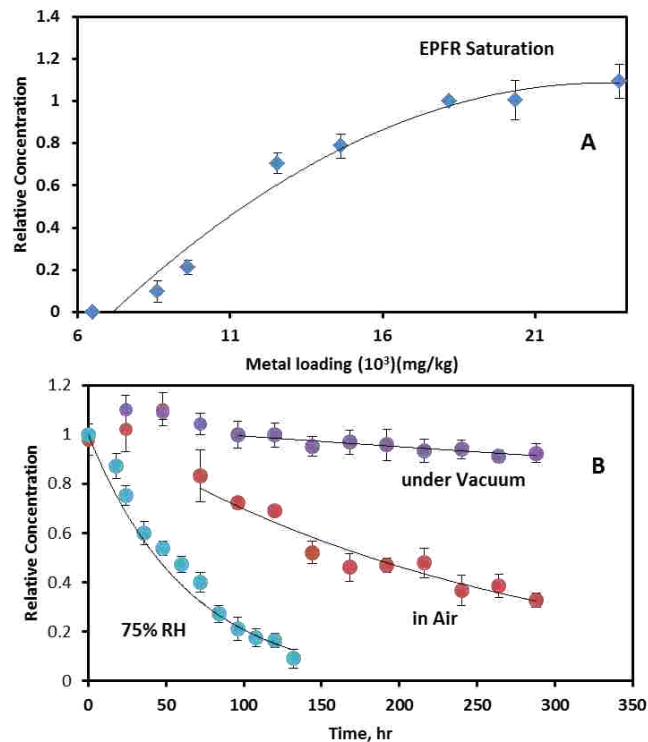 1.4
1.2
1
0.8
0.6
0.4
0.2
0
Relative Concentration
EPFR Saturation
A
6 11 16 21
Metal loading (10³)(mg/kg)
1.2
1
0.8
0.6
0.4
0.2
0
Relative Concentration
B
under Vacuum
in Air
75% RH
0 50 100 150 200 250 300 350
Time, hr